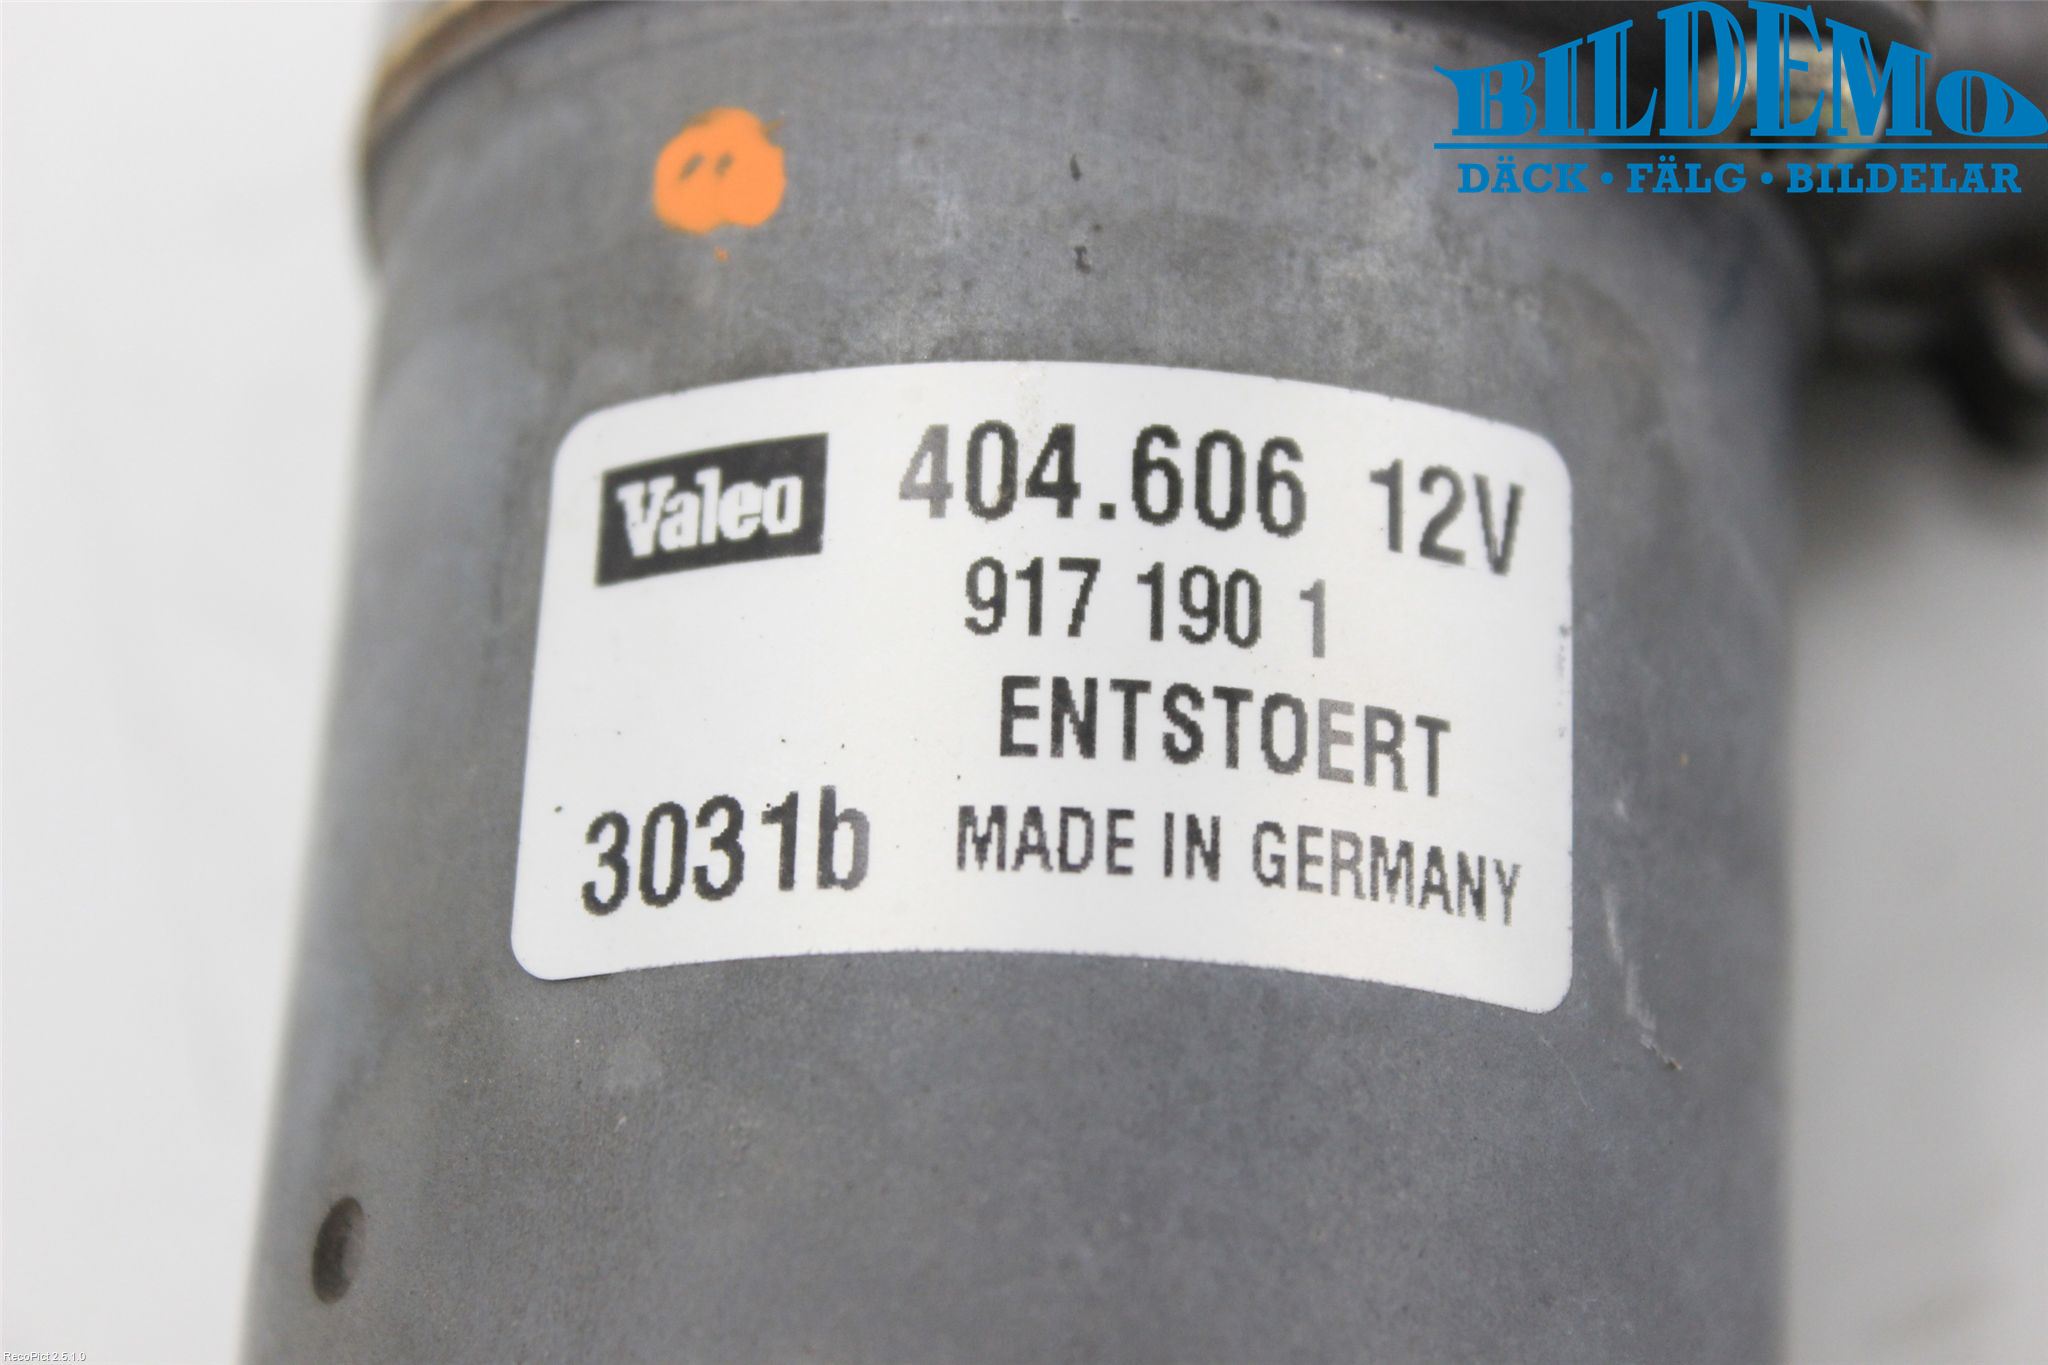 BILDEMO
DÄCK • FÄLG • BILDELAR
Valeo
404.606 12V
917 190 1
ENTSTOERT
3031b
MADE IN GERMANY
RecoPict 2.5.1.0